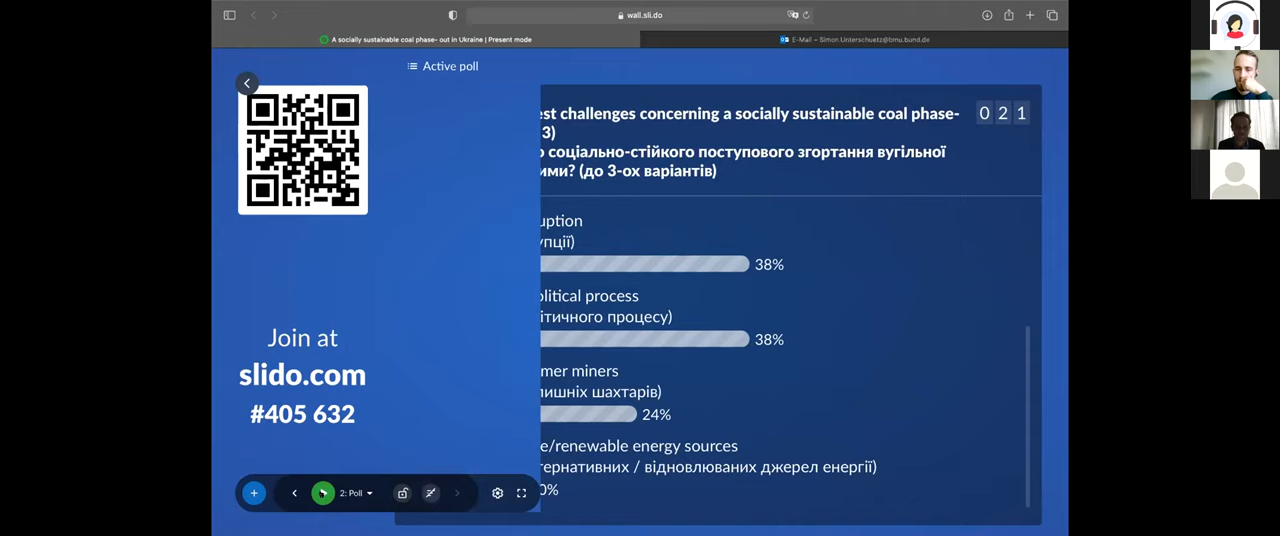 wall.sli.do
A socially sustainable coal phase- out in Ukraine | Present mode
E-Mail – Simon.Unterschuetz@bmu.bund.de
Active poll
est challenges concerning a socially sustainable coal phase-
3)
о соціально-стійкого поступового згортання вугільної
ими? (до 3-ох варіантів)
0 2 1
uption
упції)
38%
olitical process
ітичного процесу)
38%
mer miners
лишніх шахтарів)
24%
e/renewable energy sources
тернативних / відновлюваних джерел енергії)
0%
Join at
slido.com
#405 632
2: Poll